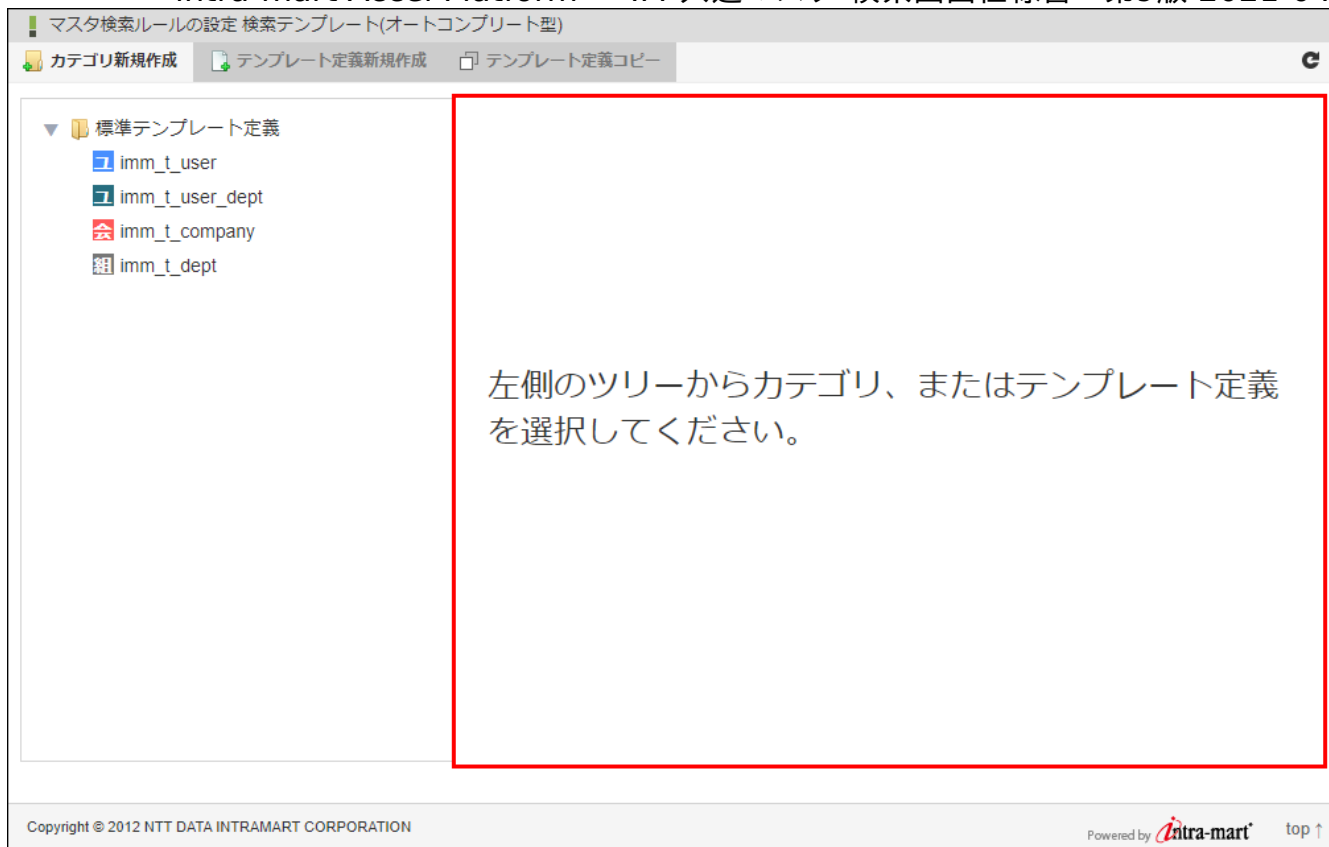 マスタ検索ルールの設定 検索テンプレート(オートコンプリート型)
カテゴリ新規作成 テンプレート定義新規作成 テンプレート定義コピー
標準テンプレート定義
ユ imm_t_user
ユ imm_t_user_dept
会 imm_t_company
組 imm_t_dept
左側のツリーからカテゴリ、またはテンプレート定義
を選択してください。
Copyright © 2012 NTT DATA INTRAMART CORPORATION
Powered by intra-mart
top ↑